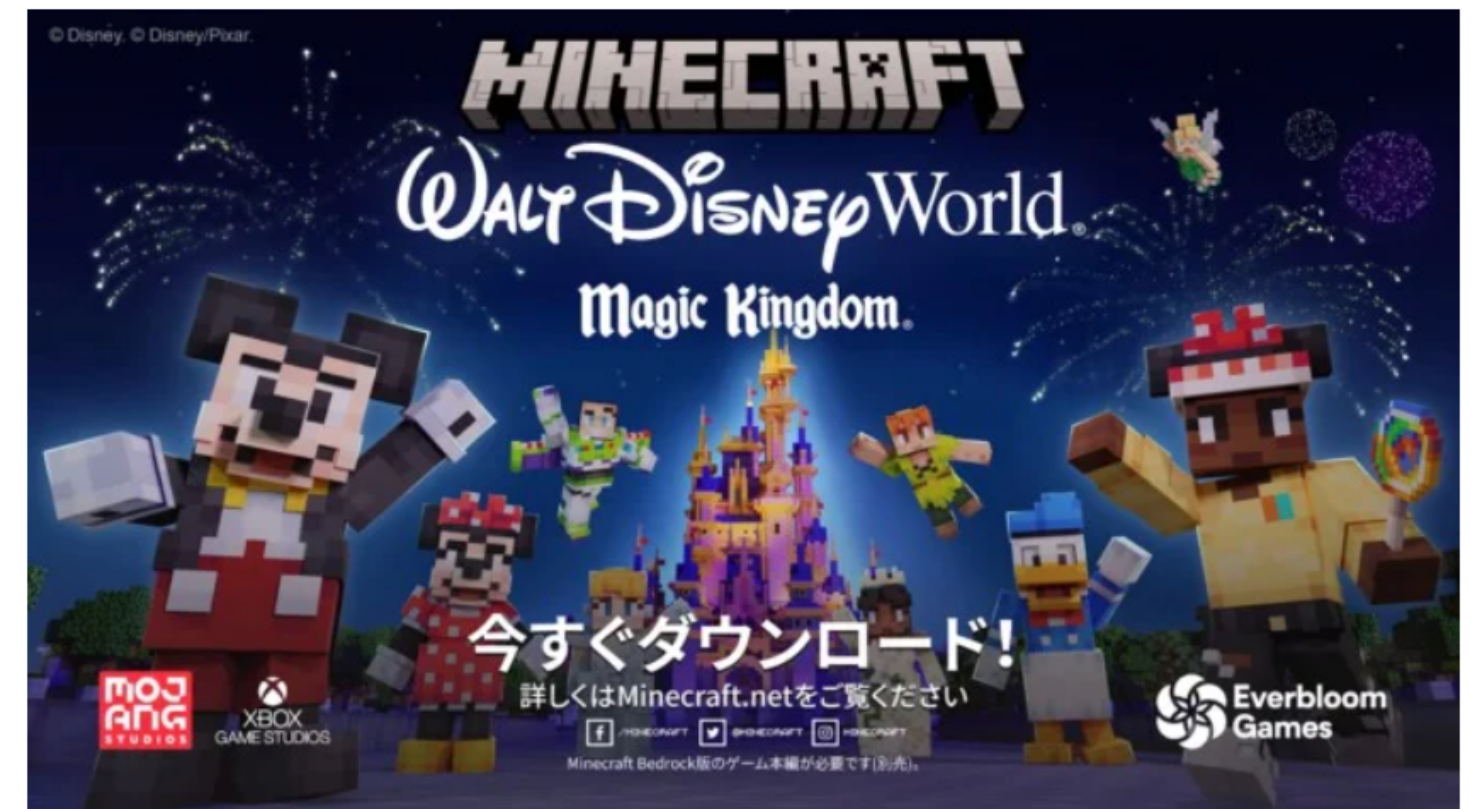 © Disney. © Disney/Pixar.
MINECRAFT
WALT DISNEY World®
Magic Kingdom®
今すぐダウンロード!
詳しくはMinecraft.netをご覧ください
/MINECRAFT @MINECRAFT MINECRAFT
Minecraft Bedrock版のゲーム本編が必要です(別売)。
MOJANG
STUDIOS
XBOX
GAME STUDIOS
Everbloom
Games